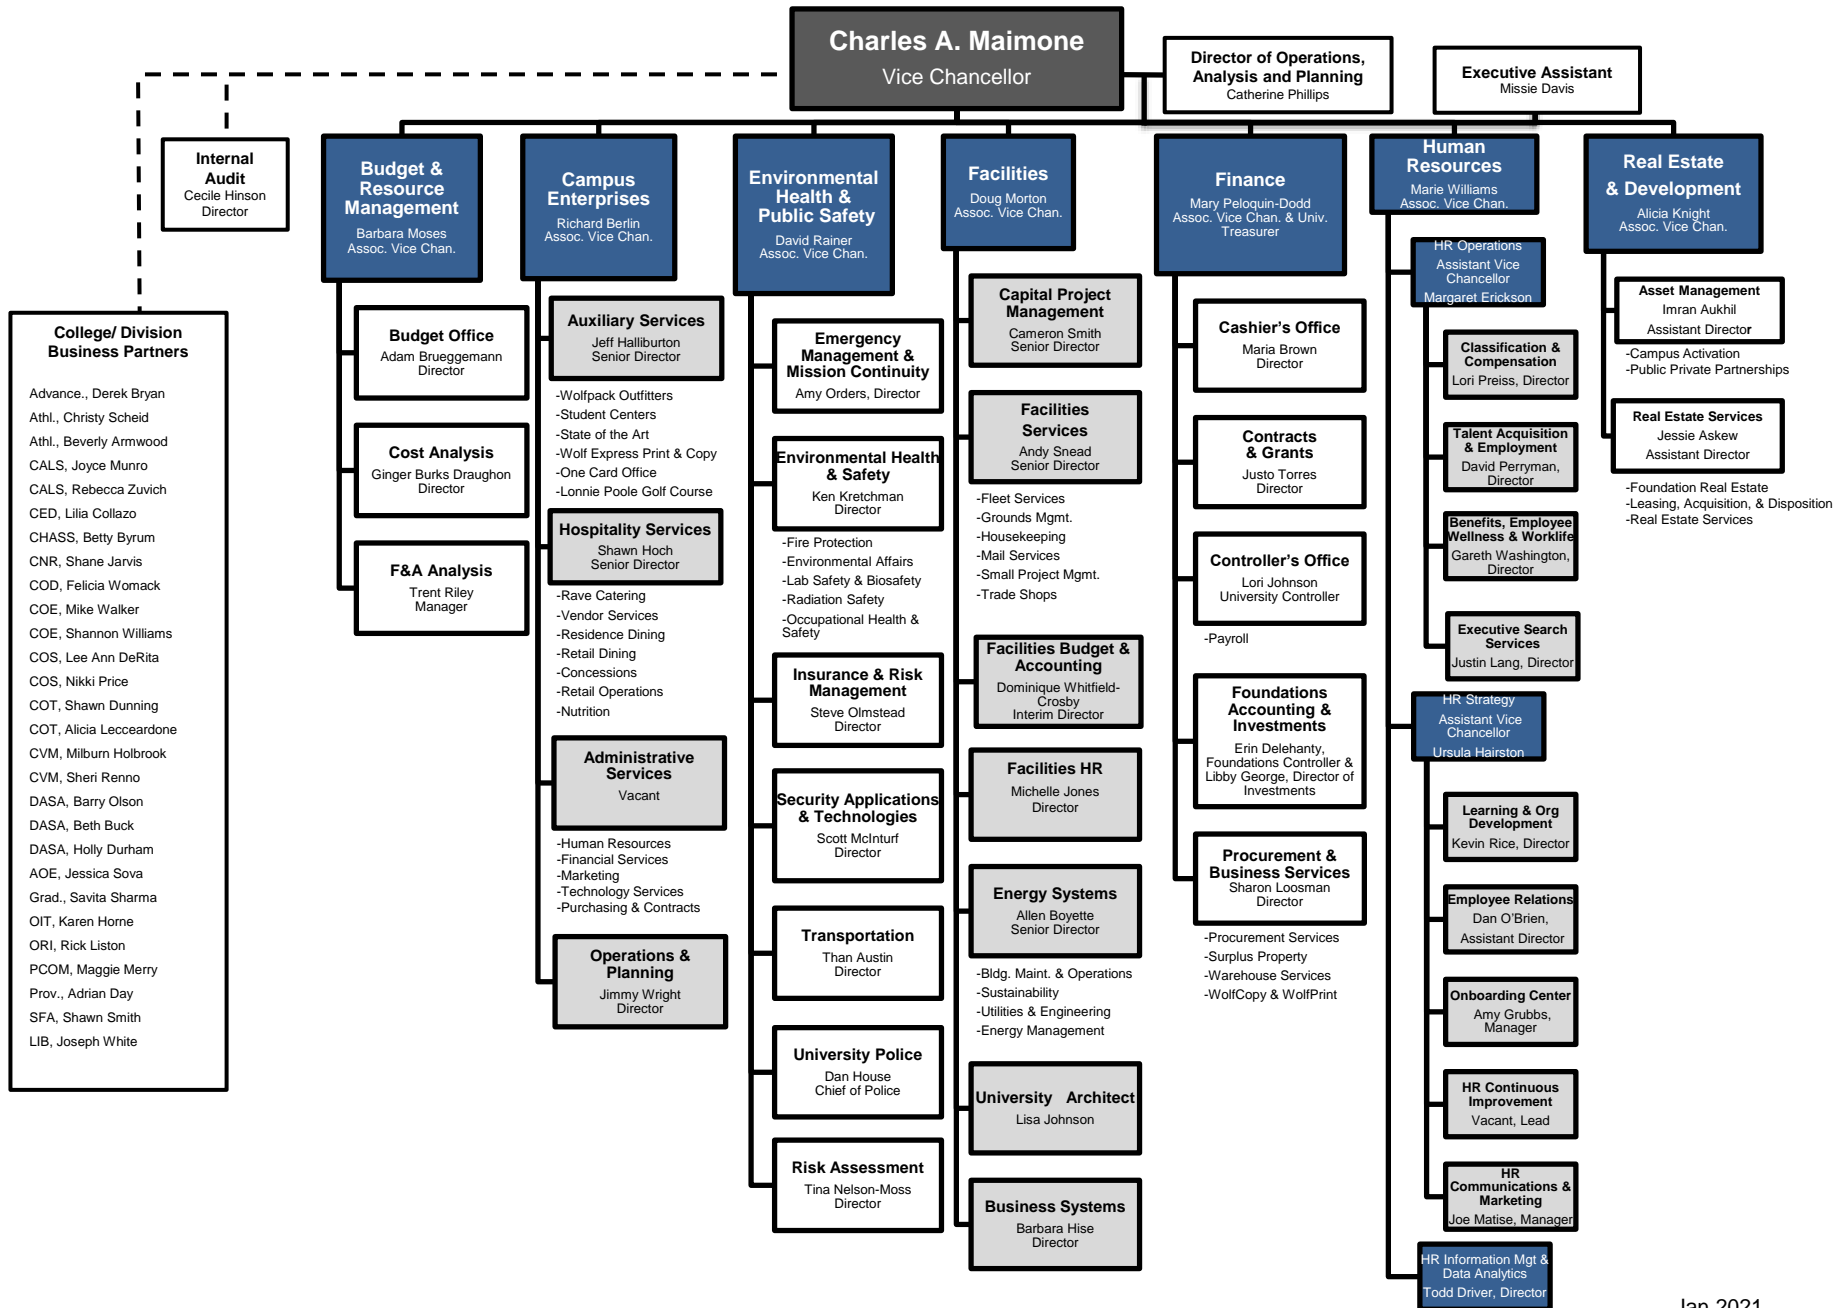 Charles A. Maimone
Vice Chancellor
Director of Operations,
Analysis and Planning
Catherine Phillips
Executive Assistant
Missie Davis
Internal
Audit
Cecile Hinson
Director
College/ Division
Business Partners
Advance., Derek Bryan
Athl., Christy Scheid
Athl., Beverly Armwood
CALS, Joyce Munro
CALS, Rebecca Zuvich
CED, Lilia Collazo
CHASS, Betty Byrum
CNR, Shane Jarvis
COD, Felicia Womack
COE, Mike Walker
COE, Shannon Williams
COS, Lee Ann DeRita
COS, Nikki Price
COT, Shawn Dunning
COT, Alicia Lecceardone
CVM, Milburn Holbrook
CVM, Sheri Renno
DASA, Barry Olson
DASA, Beth Buck
DASA, Holly Durham
AOE, Jessica Sova
Grad., Savita Sharma
OIT, Karen Horne
ORI, Rick Liston
PCOM, Maggie Merry
Prov., Adrian Day
SFA, Shawn Smith
LIB, Joseph White
Budget &
Resource
Management
Barbara Moses
Assoc. Vice Chan.
Budget Office
Adam Brueggemann
Director
Cost Analysis
Ginger Burks Draughon
Director
F&A Analysis
Trent Riley
Manager
Campus
Enterprises
Richard Berlin
Assoc. Vice Chan.
Auxiliary Services
Jeff Halliburton
Senior Director
-Wolfpack Outfitters
-Student Centers
-State of the Art
-Wolf Express Print & Copy
-One Card Office
-Lonnie Poole Golf Course
Hospitality Services
Shawn Hoch
Senior Director
-Rave Catering
-Vendor Services
-Residence Dining
-Retail Dining
-Concessions
-Retail Operations
-Nutrition
Administrative
Services
Vacant
-Human Resources
-Financial Services
-Marketing
-Technology Services
-Purchasing & Contracts
Operations &
Planning
Jimmy Wright
Director
Environmental
Health &
Public Safety
David Rainer
Assoc. Vice Chan.
Emergency
Management &
Mission Continuity
Amy Orders, Director
Environmental Health
& Safety
Ken Kretchman
Director
-Fire Protection
-Environmental Affairs
-Lab Safety & Biosafety
-Radiation Safety
-Occupational Health &
Safety
Insurance & Risk
Management
Steve Olmstead
Director
Security Applications
& Technologies
Scott McInturf
Director
Transportation
Than Austin
Director
University Police
Dan House
Chief of Police
Risk Assessment
Tina Nelson-Moss
Director
Facilities
Doug Morton
Assoc. Vice Chan.
Capital Project
Management
Cameron Smith
Senior Director
Facilities
Services
Andy Snead
Senior Director
-Fleet Services
-Grounds Mgmt.
-Housekeeping
-Mail Services
-Small Project Mgmt.
-Trade Shops
Facilities Budget &
Accounting
Dominique Whitfield-
Crosby
Interim Director
Facilities HR
Michelle Jones
Director
Energy Systems
Allen Boyette
Senior Director
-Bldg. Maint. & Operations
-Sustainability
-Utilities & Engineering
-Energy Management
University Architect
Lisa Johnson
Business Systems
Barbara Hise
Director
Finance
Mary Peloquin-Dodd
Assoc. Vice Chan. & Univ.
Treasurer
Cashier's Office
Maria Brown
Director
Contracts
& Grants
Justo Torres
Director
Controller's Office
Lori Johnson
University Controller
-Payroll
Foundations
Accounting &
Investments
Erin Delehanty,
Foundations Controller &
Libby George, Director of
Investments
Procurement &
Business Services
Sharon Loosman
Director
-Procurement Services
-Surplus Property
-Warehouse Services
-WolfCopy & WolfPrint
Human
Resources
Marie Williams
Assoc. Vice Chan.
HR Operations
Assistant Vice
Chancellor
Margaret Erickson
Classification &
Compensation
Lori Preiss, Director
Talent Acquisition
& Employment
David Perryman,
Director
Benefits, Employee
Wellness & Worklife
Gareth Washington,
Director
Executive Search
Services
Justin Lang, Director
HR Strategy
Assistant Vice
Chancellor
Ursula Hairston
Learning & Org
Development
Kevin Rice, Director
Employee Relations
Dan O'Brien,
Assistant Director
Onboarding Center
Amy Grubbs,
Manager
HR Continuous
Improvement
Vacant, Lead
HR
Communications &
Marketing
Joe Matise, Manager
HR Information Mgt &
Data Analytics
Todd Driver, Director
Real Estate
& Development
Alicia Knight
Assoc. Vice Chan.
Asset Management
Imran Aukhil
Assistant Director
-Campus Activation
-Public Private Partnerships
Real Estate Services
Jessie Askew
Assistant Director
-Foundation Real Estate
-Leasing, Acquisition, & Disposition
-Real Estate Services
Jan 2021